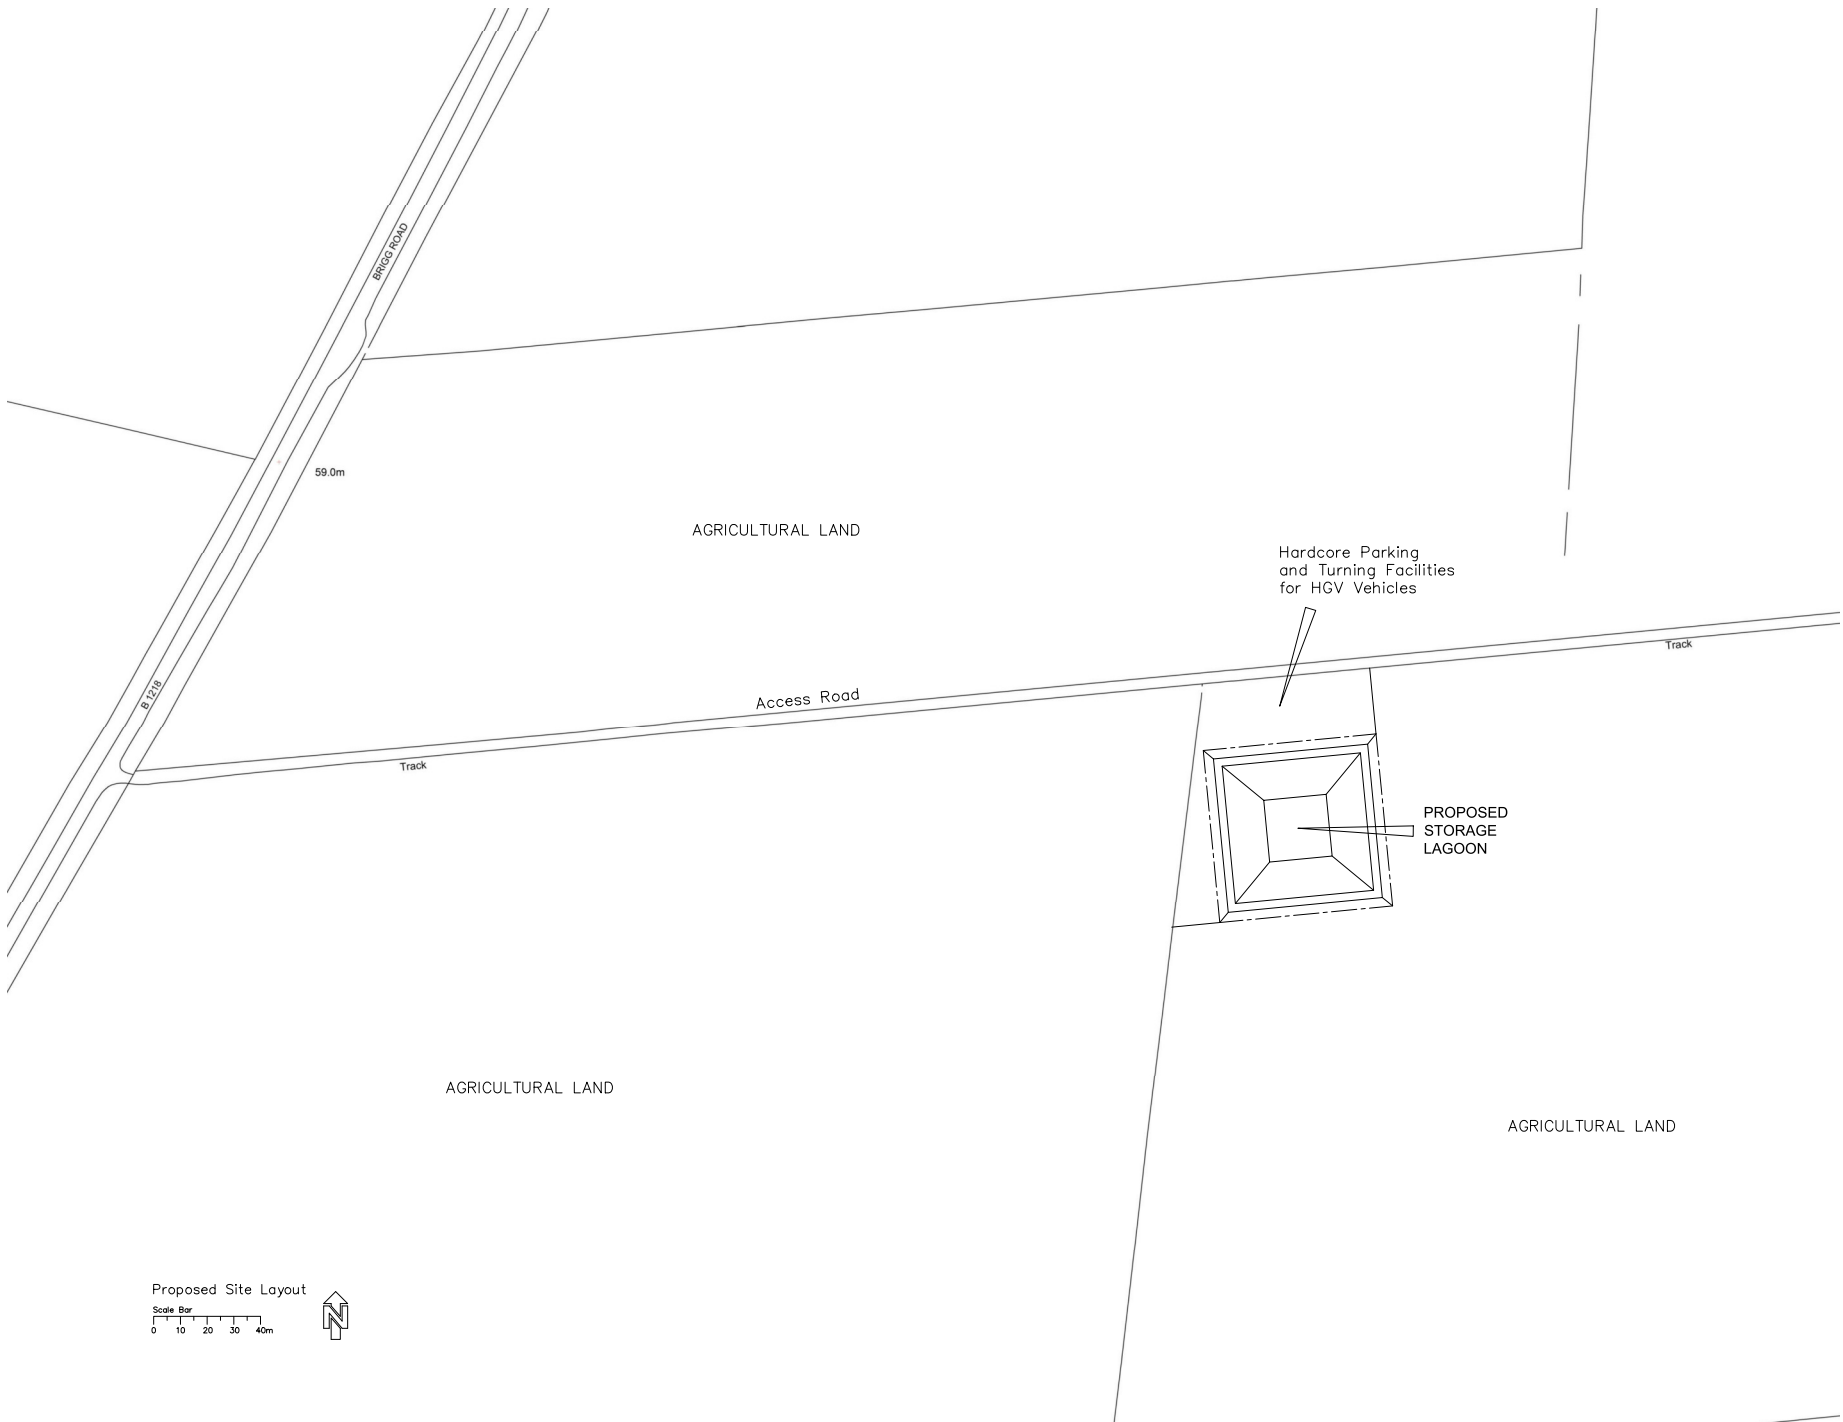 BRIGG ROAD
59.0m
AGRICULTURAL LAND
Hardcore Parking
and Turning Facilities
for HGV Vehicles
Track
B 1218
Access Road
Track
PROPOSED
STORAGE
LAGOON
AGRICULTURAL LAND
AGRICULTURAL LAND
Proposed Site Layout
Scale Bar
0 10 20 30 40m
N